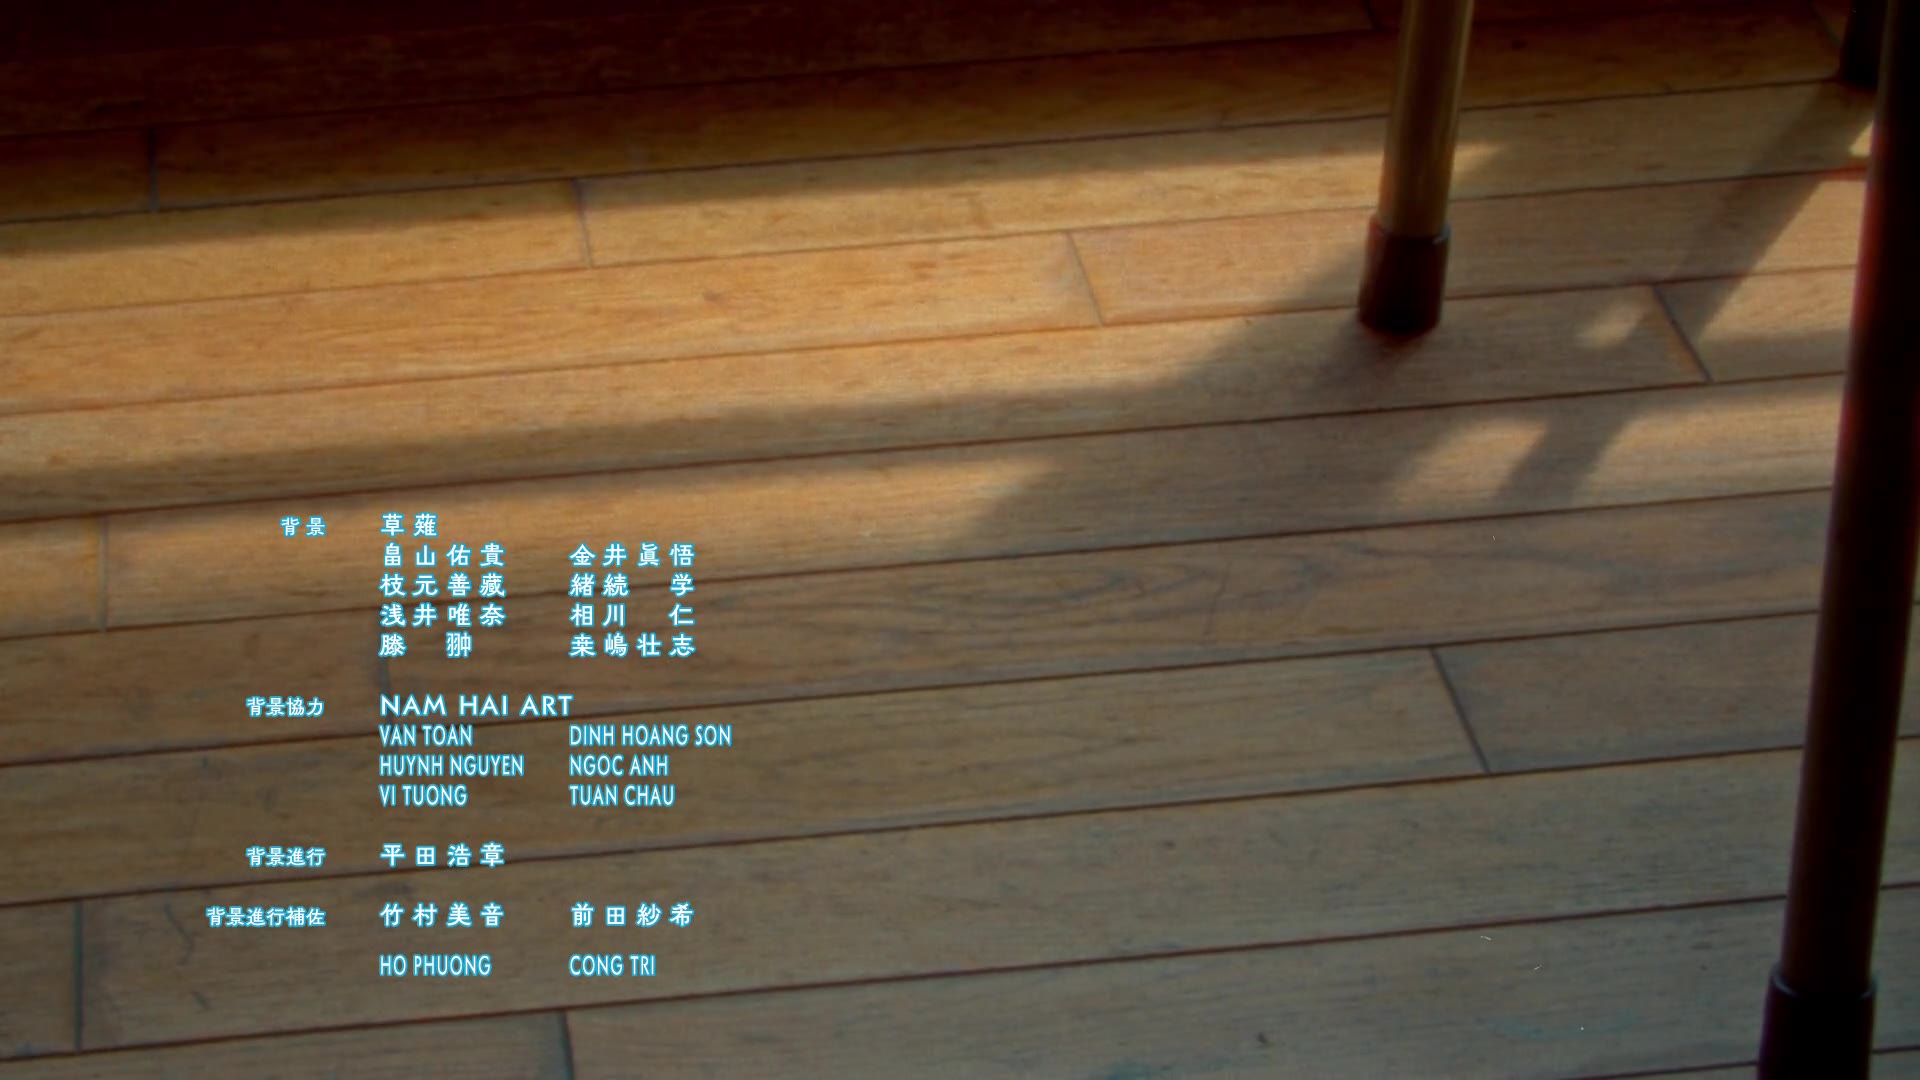 背景 草薙
畠山佑貴 金井眞悟
枝元善藏 緒続 学
浅井唯奈 相川 仁
滕 翀 桒嶋壮志
背景協力 NAM HAI ART
VAN TOAN DINH HOANG SON
HUYNH NGUYEN NGOC ANH
VI TUONG TUAN CHAU
背景進行 平田浩章
背景進行補佐 竹村美音 前田紗希
HO PHUONG CONG TRI